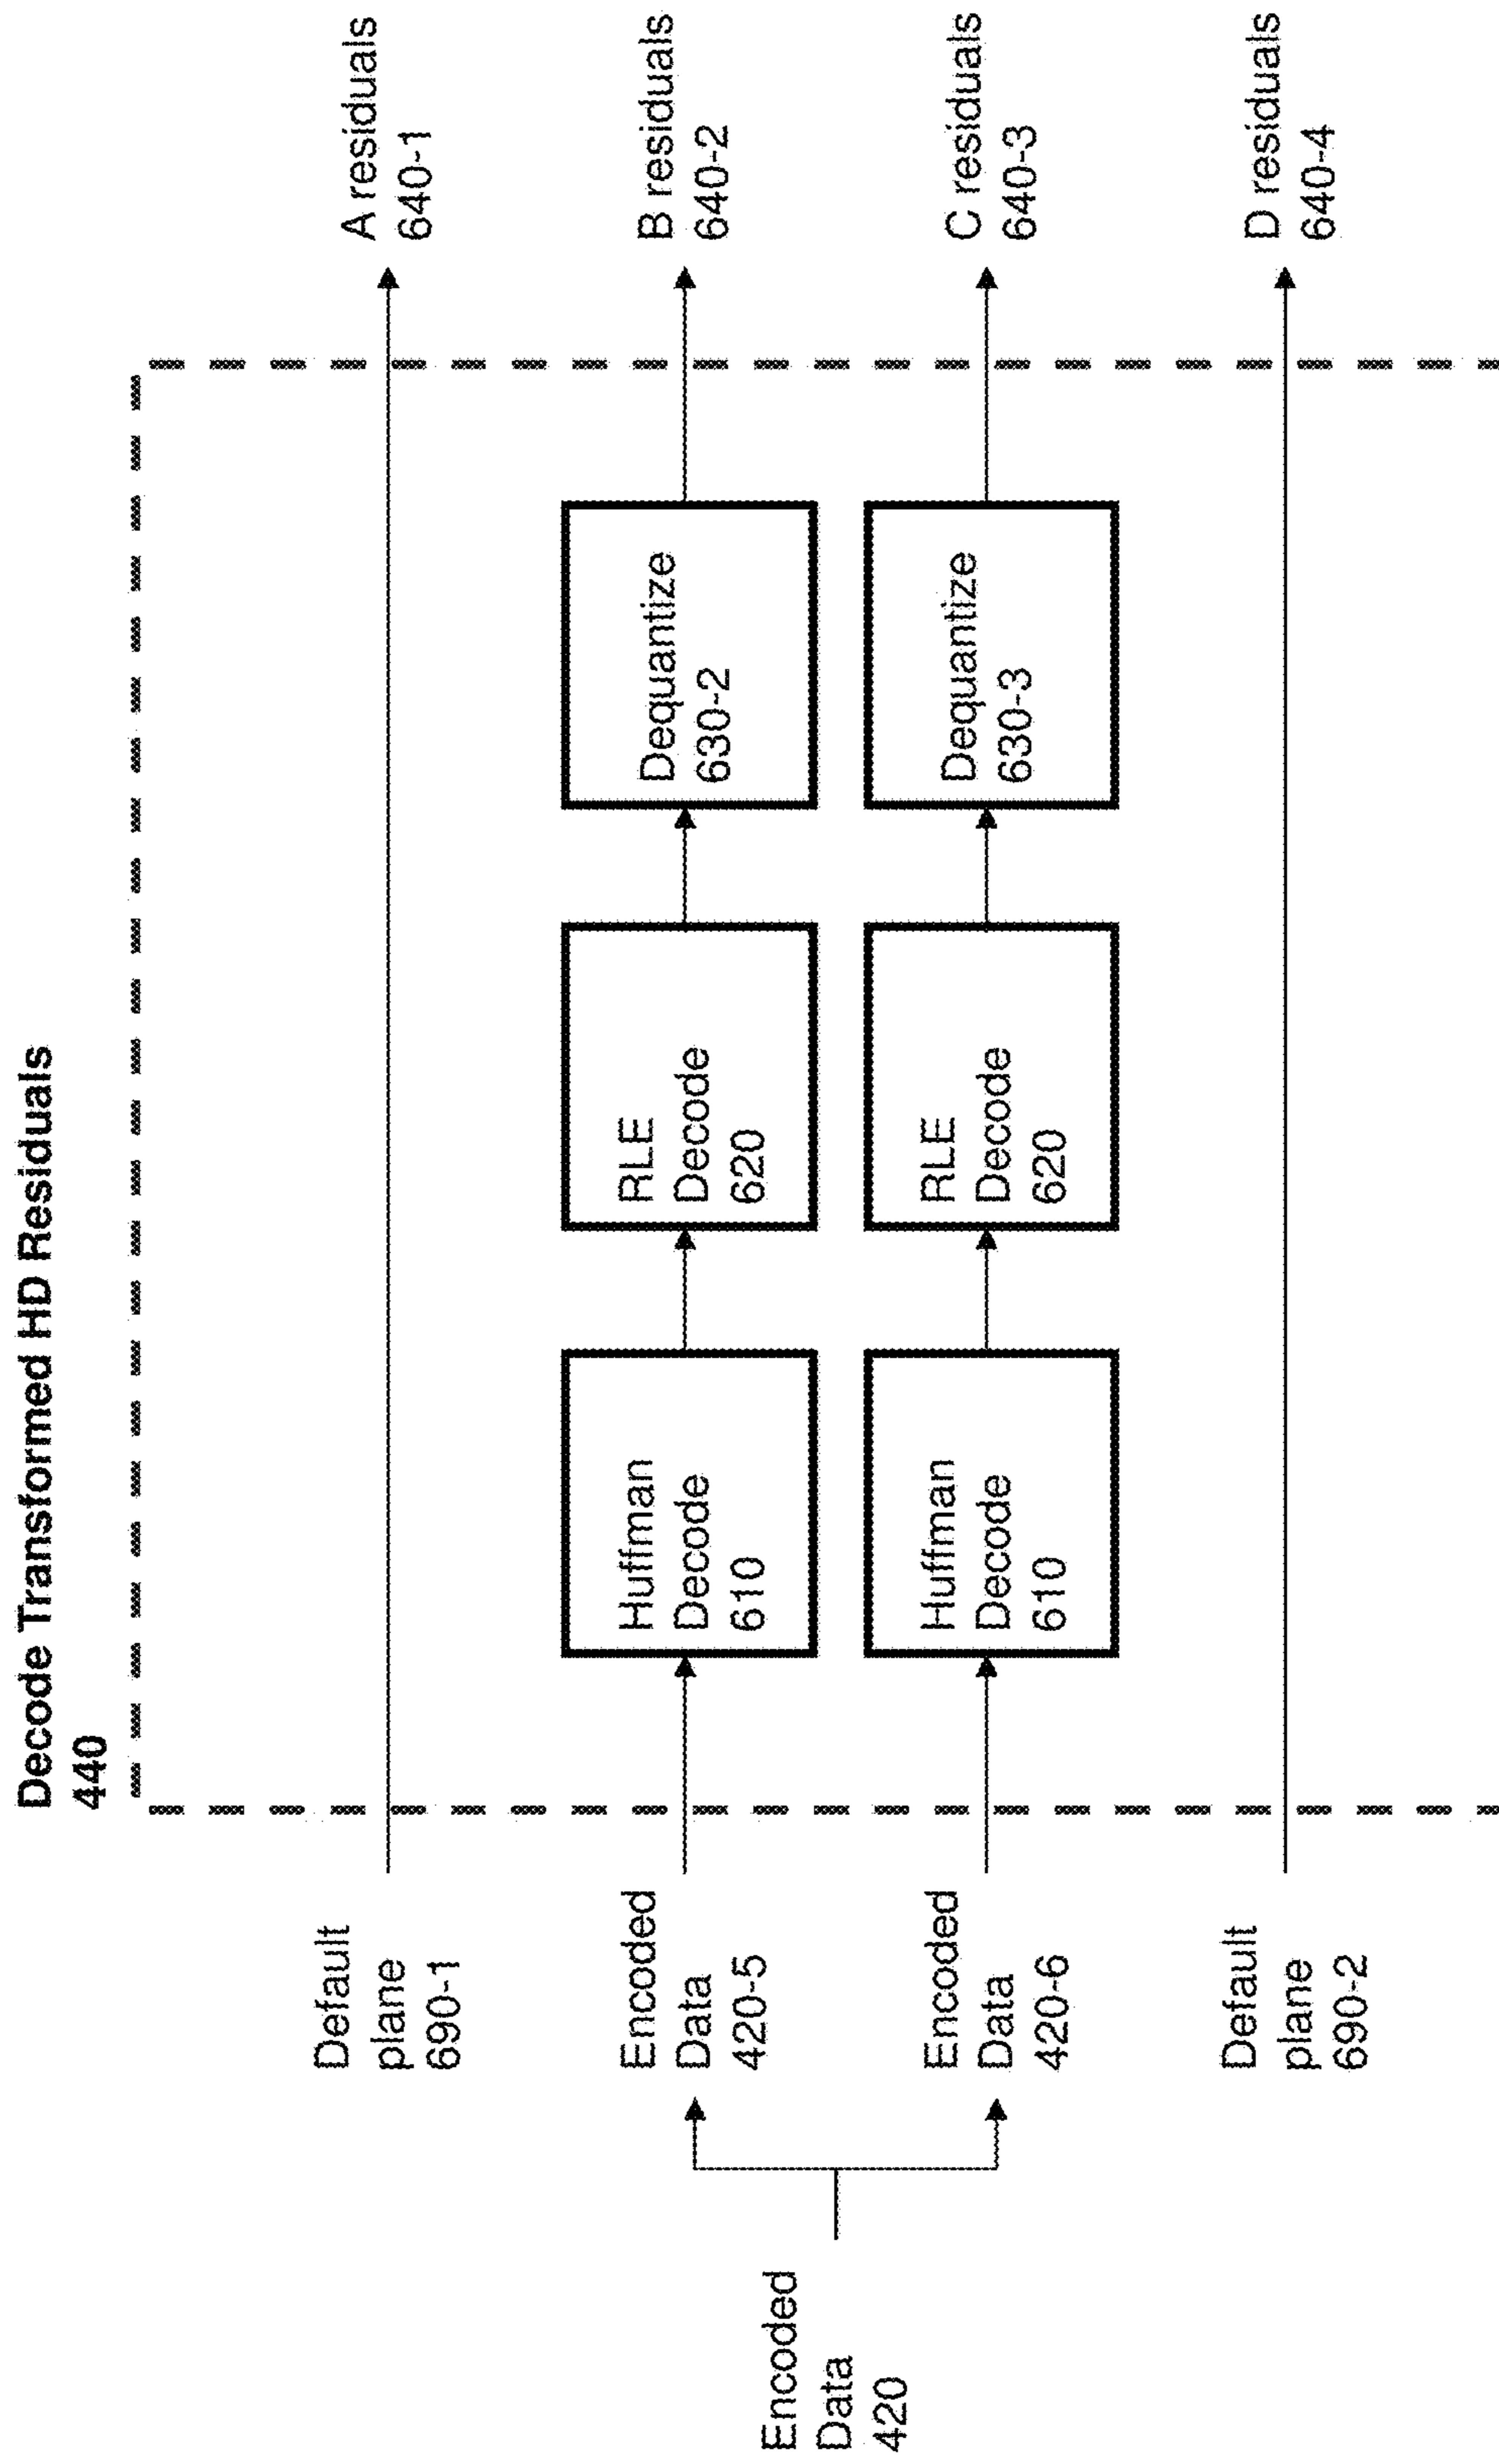 Decode Transformed HD Residuals
440
Encoded
Data
420
Default
plane
690-1
A residuals
640-1
Encoded
Data
420-5
Huffman
Decode
610
RLE
Decode
620
Dequantize
630-2
B residuals
640-2
Encoded
Data
420-6
Huffman
Decode
610
RLE
Decode
620
Dequantize
630-3
C residuals
640-3
Default
plane
690-2
D residuals
640-4